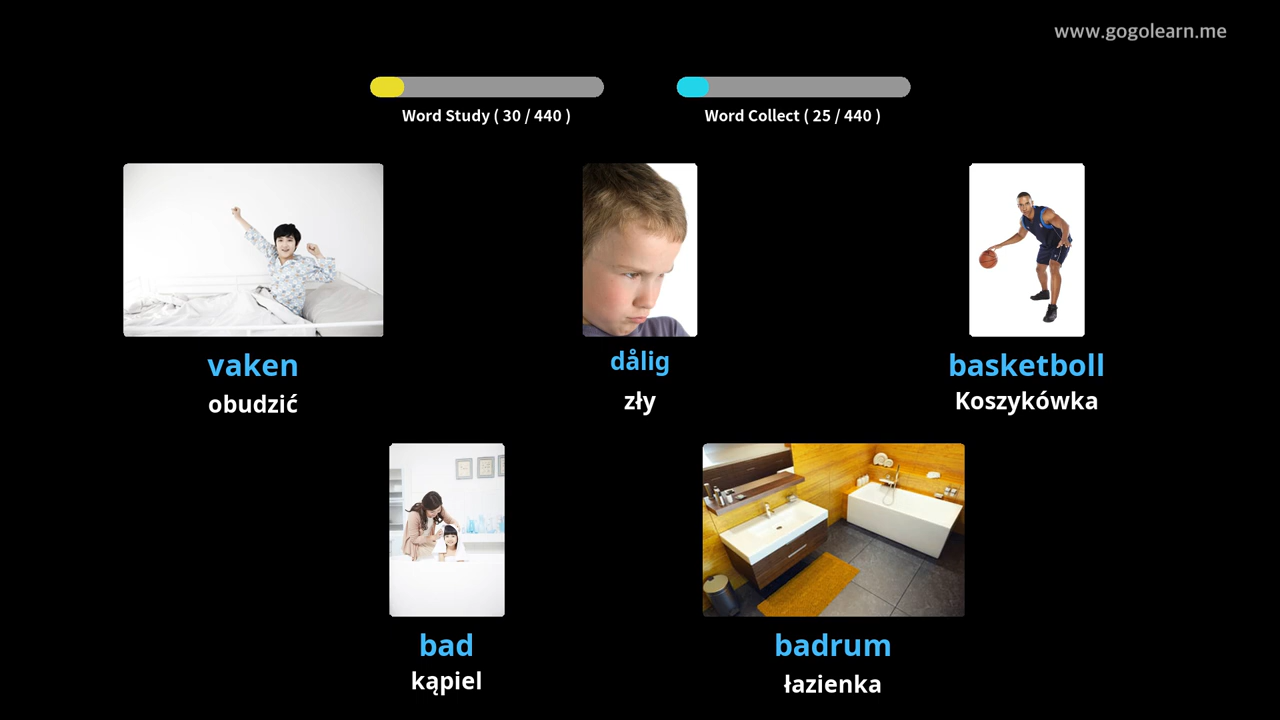 www.gogolearn.me
Word Study ( 30 / 440 )
Word Collect ( 25 / 440 )
vaken
obudzić
dålig
zły
basketboll
Koszykówka
bad
kąpiel
badrum
łazienka